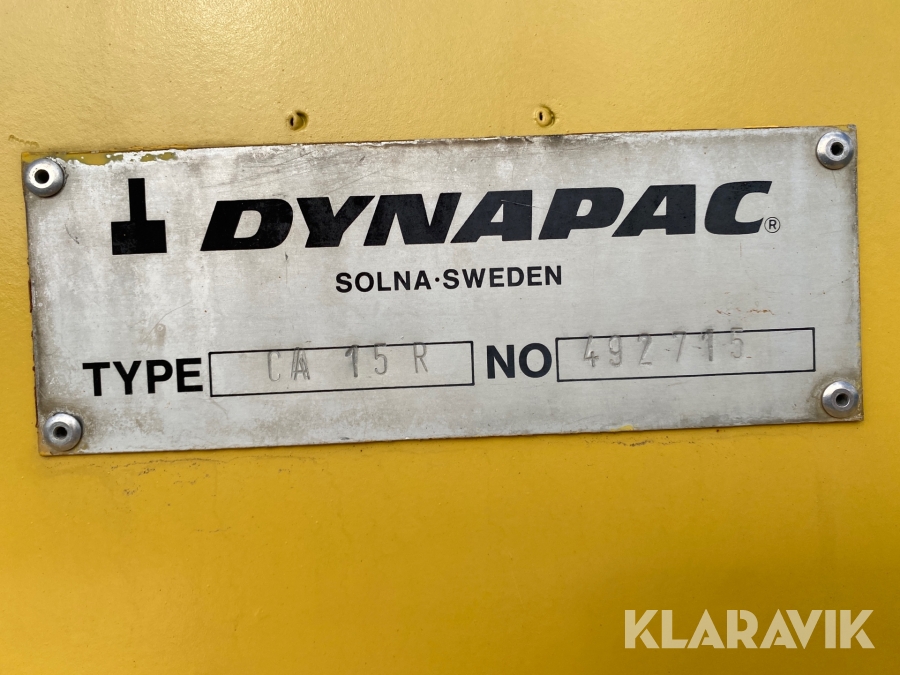 DYNAPAC®
SOLNA·SWEDEN
TYPE CA 15 R NO 492715
KLARAVIK